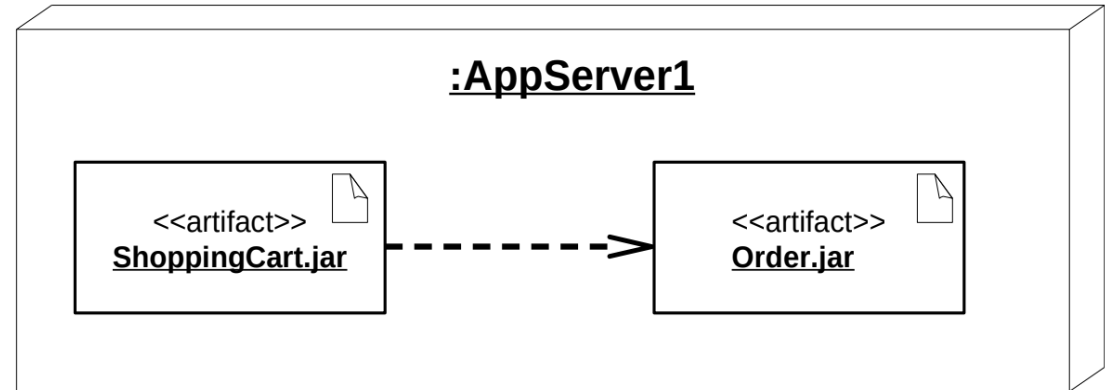 :AppServer1
<<artifact>>
ShoppingCart.jar
<<artifact>>
Order.jar